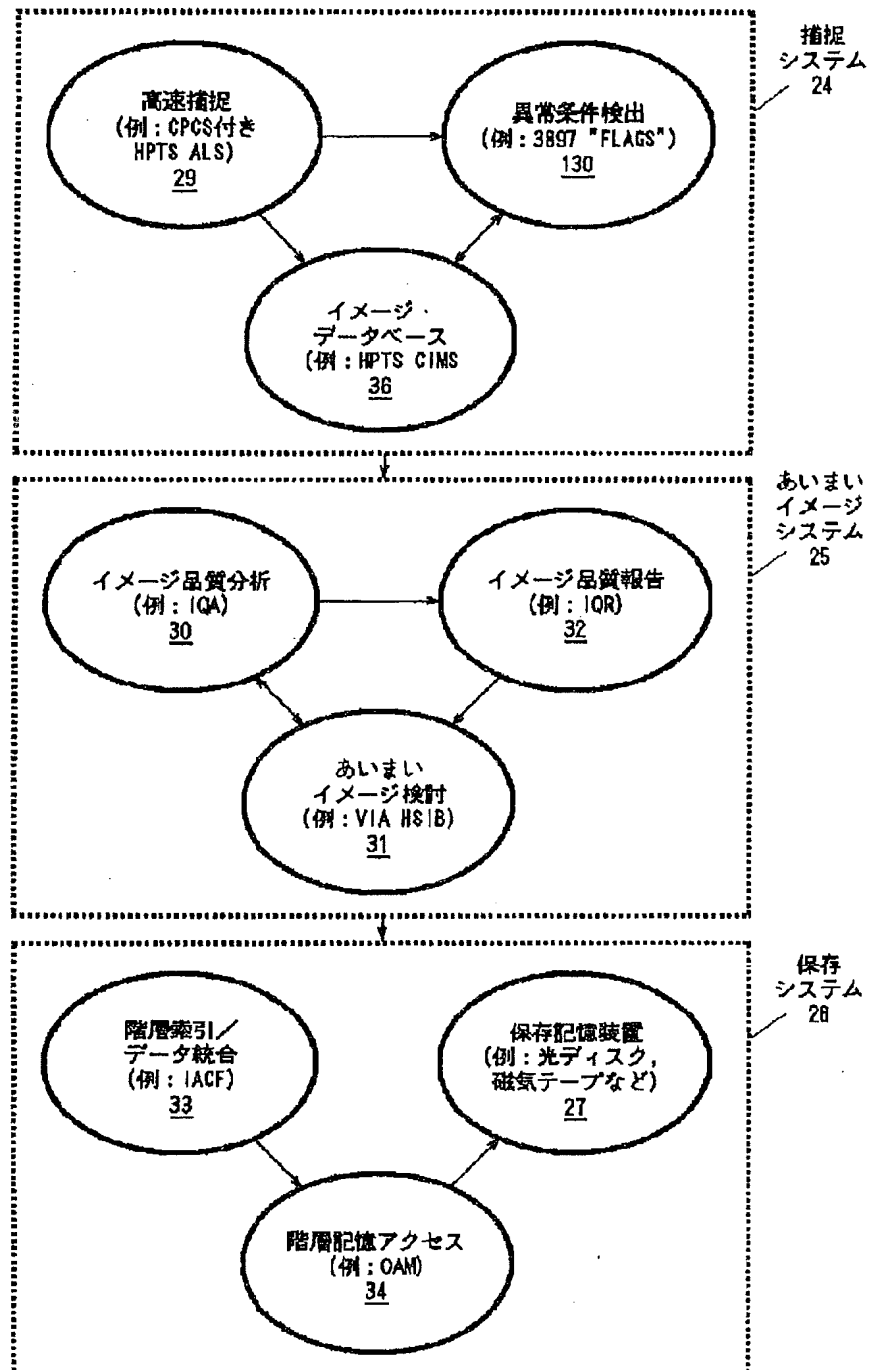 捕捉
システム
24
高速捕捉
(例：CPCS付き
HPTS ALS)
29
異常条件検出
(例：3897 "FLAGS")
130
イメージ・
データベース
(例：HPTS CIMS
36
あいまい
イメージ
システム
25
イメージ品質分析
(例：IQA)
30
イメージ品質報告
(例：IQR)
32
あいまい
イメージ検討
(例：VIA HSIB)
31
保存
システム
26
階層索引／
データ統合
(例：IACF)
33
保存記憶装置
(例：光ディスク,
磁気テープなど)
27
階層記憶アクセス
(例：OAM)
34